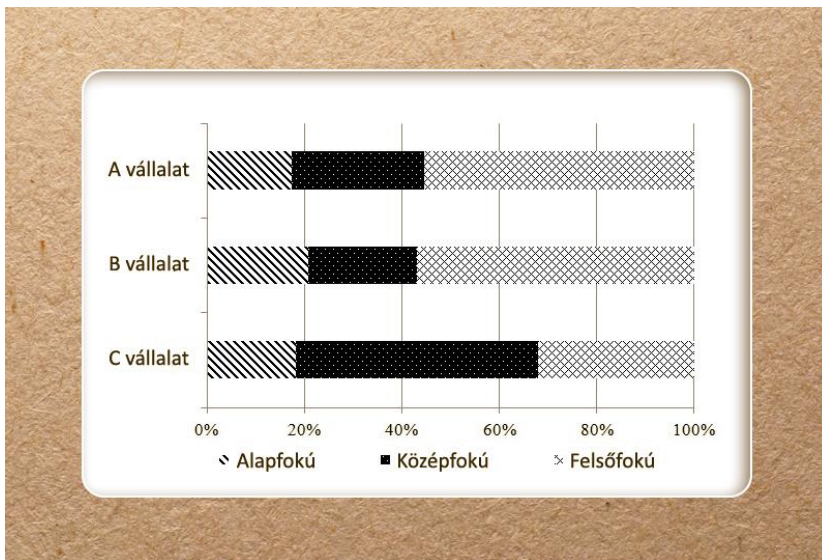 A vállalat
B vállalat
C vállalat
0% 20% 40% 60% 80% 100%
Alapfokú Középfokú Felsőfokú